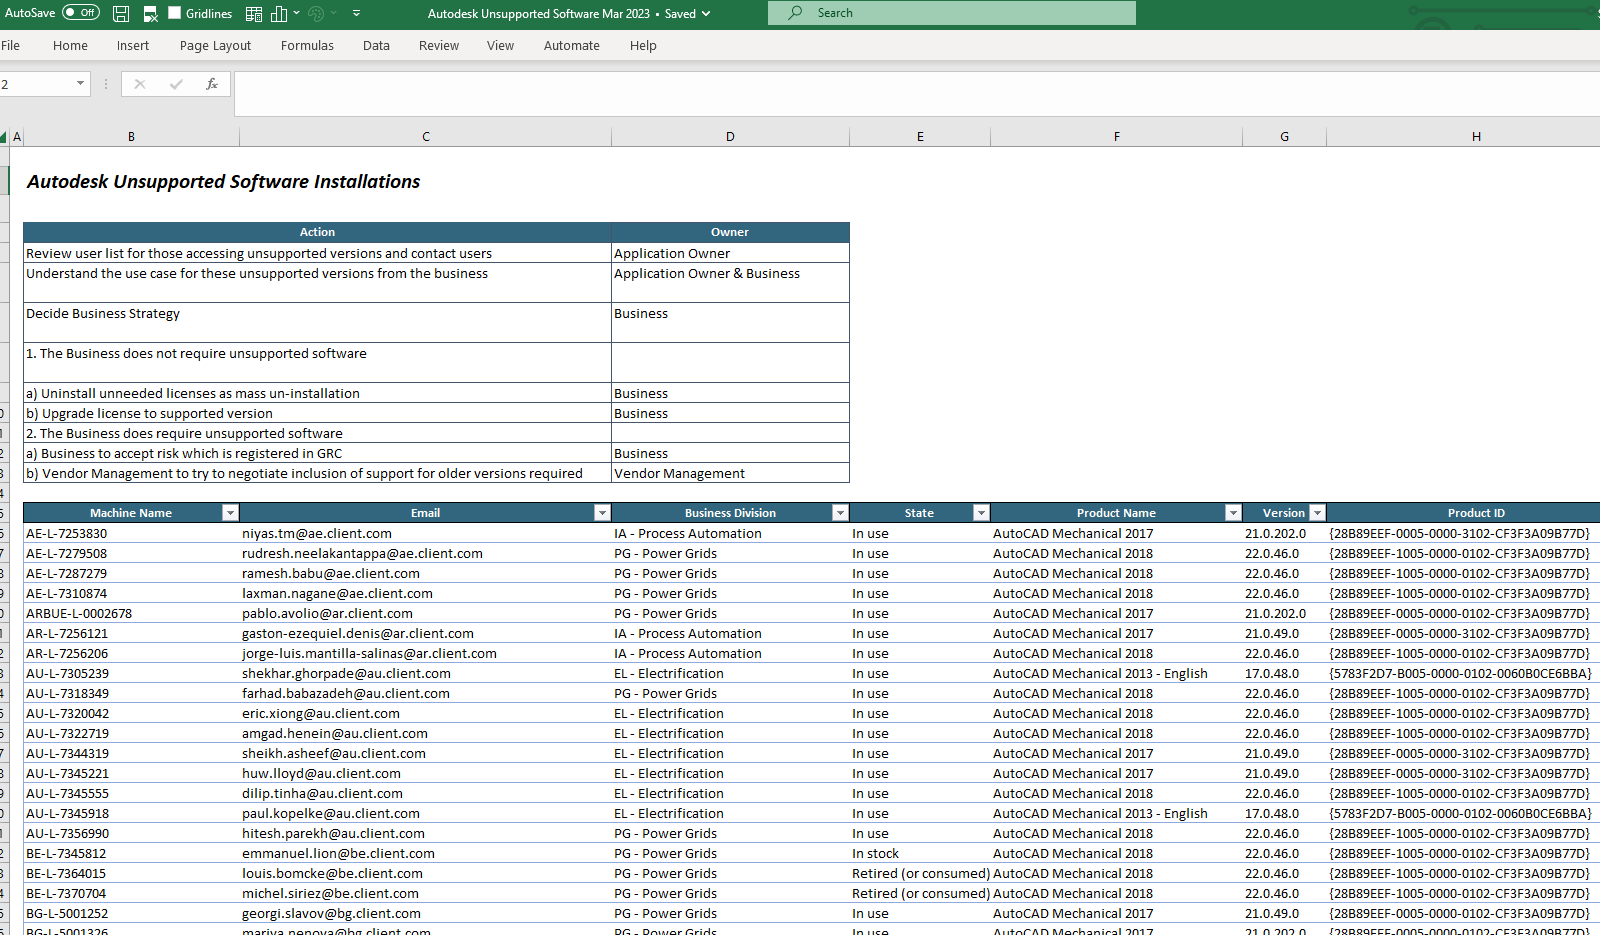 AutoSave Off Gridlines Autodesk Unsupported Software Mar 2023 • Saved Search
File Home Insert Page Layout Formulas Data Review View Automate Help
2 fx
A B C D E F G H
Autodesk Unsupported Software Installations
Action Owner
Review user list for those accessing unsupported versions and contact users Application Owner
Understand the use case for these unsupported versions from the business Application Owner & Business
Decide Business Strategy Business
1. The Business does not require unsupported software
a) Uninstall unneeded licenses as mass un-installation Business
b) Upgrade license to supported version Business
2. The Business does require unsupported software
a) Business to accept risk which is registered in GRC Business
b) Vendor Management to try to negotiate inclusion of support for older versions required Vendor Management
Machine Name Email Business Division State Product Name Version Product ID
AE-L-7253830 niyas.tm@ae.client.com IA - Process Automation In use AutoCAD Mechanical 2017 21.0.202.0 {28B89EEF-0005-0000-3102-CF3F3A09B77D}
AE-L-7279508 rudresh.neelakantappa@ae.client.com PG - Power Grids In use AutoCAD Mechanical 2018 22.0.46.0 {28B89EEF-1005-0000-0102-CF3F3A09B77D}
AE-L-7287279 ramesh.babu@ae.client.com PG - Power Grids In use AutoCAD Mechanical 2018 22.0.46.0 {28B89EEF-1005-0000-0102-CF3F3A09B77D}
AE-L-7310874 laxman.nagane@ae.client.com PG - Power Grids In use AutoCAD Mechanical 2018 22.0.46.0 {28B89EEF-1005-0000-0102-CF3F3A09B77D}
ARBUE-L-0002678 pablo.avolio@ar.client.com PG - Power Grids In use AutoCAD Mechanical 2017 21.0.202.0 {28B89EEF-0005-0000-0102-CF3F3A09B77D}
AR-L-7256121 gaston-ezequiel.denis@ar.client.com IA - Process Automation In use AutoCAD Mechanical 2017 21.0.49.0 {28B89EEF-0005-0000-3102-CF3F3A09B77D}
AR-L-7256206 jorge-luis.mantilla-salinas@ar.client.com IA - Process Automation In use AutoCAD Mechanical 2018 22.0.46.0 {28B89EEF-1005-0000-0102-CF3F3A09B77D}
AU-L-7305239 shekhar.ghorpade@au.client.com EL - Electrification In use AutoCAD Mechanical 2013 - English 17.0.48.0 {5783F2D7-B005-0000-0102-0060B0CE6BBA}
AU-L-7318349 farhad.babazadeh@au.client.com PG - Power Grids In use AutoCAD Mechanical 2018 22.0.46.0 {28B89EEF-1005-0000-0102-CF3F3A09B77D}
AU-L-7320042 eric.xiong@au.client.com EL - Electrification In use AutoCAD Mechanical 2018 22.0.46.0 {28B89EEF-1005-0000-0102-CF3F3A09B77D}
AU-L-7322719 amgad.henein@au.client.com EL - Electrification In use AutoCAD Mechanical 2018 22.0.46.0 {28B89EEF-1005-0000-0102-CF3F3A09B77D}
AU-L-7344319 sheikh.asheef@au.client.com EL - Electrification In use AutoCAD Mechanical 2017 21.0.49.0 {28B89EEF-0005-0000-3102-CF3F3A09B77D}
AU-L-7345221 huw.lloyd@au.client.com EL - Electrification In use AutoCAD Mechanical 2017 21.0.49.0 {28B89EEF-0005-0000-3102-CF3F3A09B77D}
AU-L-7345555 dilip.tinha@au.client.com EL - Electrification In use AutoCAD Mechanical 2018 22.0.46.0 {28B89EEF-1005-0000-0102-CF3F3A09B77D}
AU-L-7345918 paul.kopelke@au.client.com EL - Electrification In use AutoCAD Mechanical 2013 - English 17.0.48.0 {5783F2D7-B005-0000-0102-0060B0CE6BBA}
AU-L-7356990 hitesh.parekh@au.client.com PG - Power Grids In use AutoCAD Mechanical 2018 22.0.46.0 {28B89EEF-1005-0000-0102-CF3F3A09B77D}
BE-L-7345812 emmanuel.lion@be.client.com PG - Power Grids In stock AutoCAD Mechanical 2018 22.0.46.0 {28B89EEF-1005-0000-0102-CF3F3A09B77D}
BE-L-7364015 louis.bomcke@be.client.com PG - Power Grids Retired (or consumed) AutoCAD Mechanical 2018 22.0.46.0 {28B89EEF-1005-0000-0102-CF3F3A09B77D}
BE-L-7370704 michel.siriez@be.client.com PG - Power Grids Retired (or consumed) AutoCAD Mechanical 2018 22.0.46.0 {28B89EEF-1005-0000-0102-CF3F3A09B77D}
BG-L-5001252 georgi.slavov@bg.client.com PG - Power Grids In use AutoCAD Mechanical 2017 21.0.49.0 {28B89EEF-0005-0000-0102-CF3F3A09B77D}
BG-L-5001326 mariya.nenova@bg.client.com PG - Power Grids In use AutoCAD Mechanical 2017 21.0.202.0 {28B89EEF-0005-0000-0102-CF3F3A09B77D}